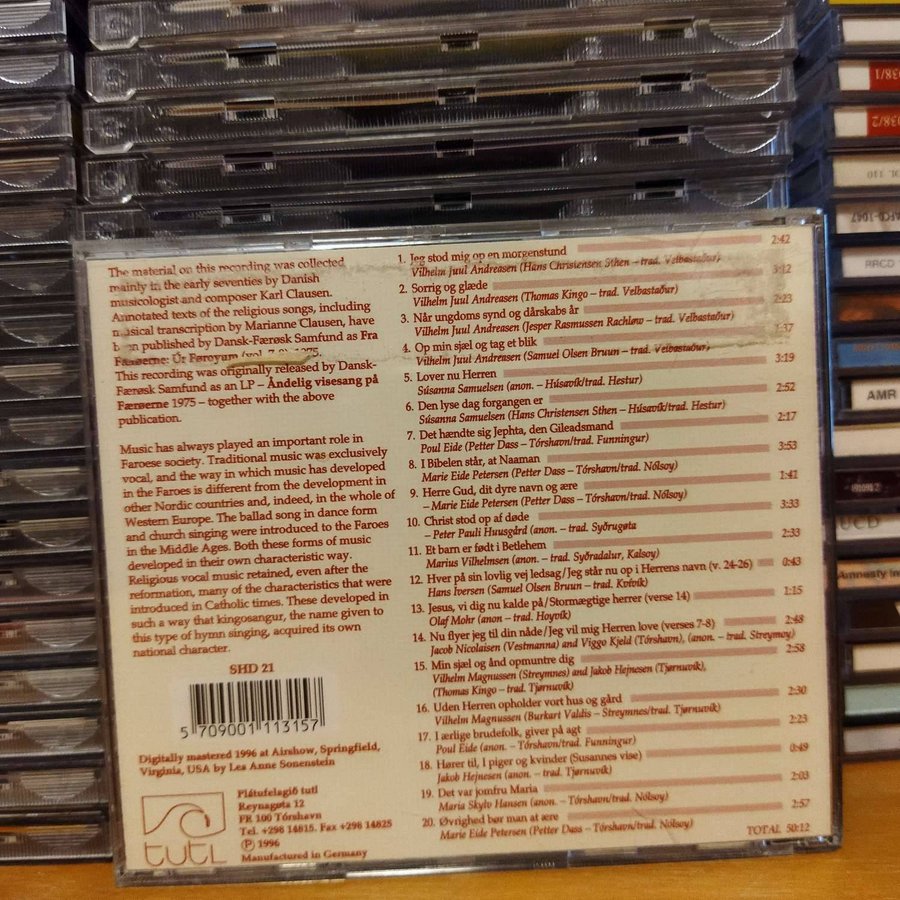 The material on this recording was collected
mainly in the early seventies by Danish
musicologist and composer Karl Clausen.
Annotated texts of the religious songs, including
musical transcription by Marianne Clausen, have
been published by Dansk-Færøsk Samfund as Fra
Færøerne: Úr Føroyum (vol. 7-8) 1975.
This recording was originally released by Dansk-
Færøsk Samfund as an LP – Åndelig visesang på
Færøerne 1975 – together with the above
publication.
Music has always played an important role in
Faroese society. Traditional music was exclusively
vocal, and the way in which music has developed
in the Faroes is different from the development in
other Nordic countries and, indeed, in the whole of
Western Europe. The ballad song in dance form
and church singing were introduced to the Faroes
in the Middle Ages. Both these forms of music
developed in their own characteristic way.
Religious vocal music retained, even after the
reformation, many of the characteristics that were
introduced in Catholic times. These developed in
such a way that kingosangur, the name given to
this type of hymn singing, acquired its own
national character.
SHD 21
5 709001 113157
Digitally mastered 1996 at Airshow, Springfield,
Virginia, USA by Lea Anne Sonenstein
tutl
Plátufelagið tutl
Reynagøta 12
FR 100 Tórshavn
Tel. +298 14815. Fax +298 14825
Ⓟ 1996
Manufactured in Germany
1. Jeg stod mig op en morgenstund 2:42
Vilhelm Juul Andreasen (Hans Christensen Sthen – trad. Velbastaður)
2. Sorrig og glæde 3:12
Vilhelm Juul Andreasen (Thomas Kingo – trad. Velbastaður)
3. Når ungdoms synd og dårskabs år 2:23
Vilhelm Juul Andreasen (Jesper Rasmussen Rachløw – trad. Velbastaður)
4. Op min sjæl og tag et blik 1:37
Vilhelm Juul Andreasen (Samuel Olsen Bruun – trad. Velbastaður)
5. Lover nu Herren 3:19
Súsanna Samuelsen (anon. – Húsavík/trad. Hestur)
6. Den lyse dag forgangen er 2:52
Súsanna Samuelsen (Hans Christensen Sthen – Húsavík/trad. Hestur)
7. Det hændte sig Jephta, den Gileadsmand 2:17
Poul Eide (Petter Dass – Tórshavn/trad. Funningur)
8. I Bibelen står, at Naaman 3:53
Marie Eide Petersen (Petter Dass – Tórshavn/trad. Nólsoy)
9. Herre Gud, dit dyre navn og ære 1:41
– Marie Eide Petersen (Petter Dass – Tórshavn/trad. Nólsoy)
10. Christ stod op af døde 3:33
– Peter Pauli Huusgård (anon. – trad. Syðrugøta
11. Et barn er født i Betlehem 2:33
Marius Vilhelmsen (anon – trad. Syðradalur, Kalsoy)
12. Hver på sin lovlig vej ledsag/Jeg står nu op i Herrens navn (v. 24-26) 0:43
Hans Iversen (Samuel Olsen Bruun – trad. Kvívík)
13. Jesus, vi dig nu kalde på/Stormægtige herrer (verse 14) 1:15
Olaf Mohr (anon – trad. Hoyvík)
14. Nu flyer jeg til din nåde/Jeg vil mig Herren love (verses 7-8) 2:48
Jacob Nicolaisen (Vestmanna) and Viggo Kjeld (Tórshavn), (anon. – trad. Streymoy)
15. Min sjæl og ånd opmuntre dig 2:58
Vilhelm Magnussen (Streymnes) and Jakob Hejnesen (Tjørnuvík),
(Thomas Kingo – trad. Tjørnuvík)
16. Uden Herren opholder vort hus og gård 2:30
Vilhelm Magnussen (Burkart Valdis – Streymnes/trad. Tjørnuvík)
17. I ærlige brudefolk, giver på agt 2:23
Poul Eide (anon. – Tórshavn/trad. Funningur)
18. Hører til, I piger og kvinder (Susannes vise) 0:49
Jakob Hejnesen (anon. – trad. Tjørnuvík)
19. Det var jomfru Maria 2:03
Maria Skylv Hansen (anon. – Tórshavn/trad. Nólsoy)
20. Øvrighed bør man at ære 2:57
Marie Eide Petersen (Petter Dass – Tórshavn/trad. Nólsoy)
TOTAL 50:12
938/1
938/2
AFCD-1047
PRCD
AMR
UCD